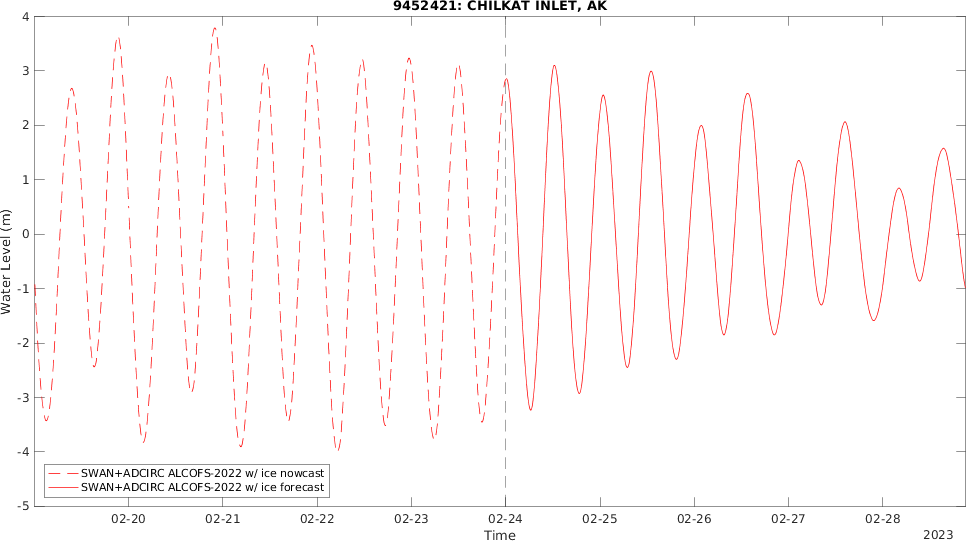 9452421: CHILKAT INLET, AK
4
3
2
1
0
-1
-2
-3
-4
-5
Water Level (m)
SWAN+ADCIRC ALCOFS-2022 w/ ice nowcast
SWAN+ADCIRC ALCOFS-2022 w/ ice forecast
02-20 02-21 02-22 02-23 02-24 02-25 02-26 02-27 02-28
Time
2023